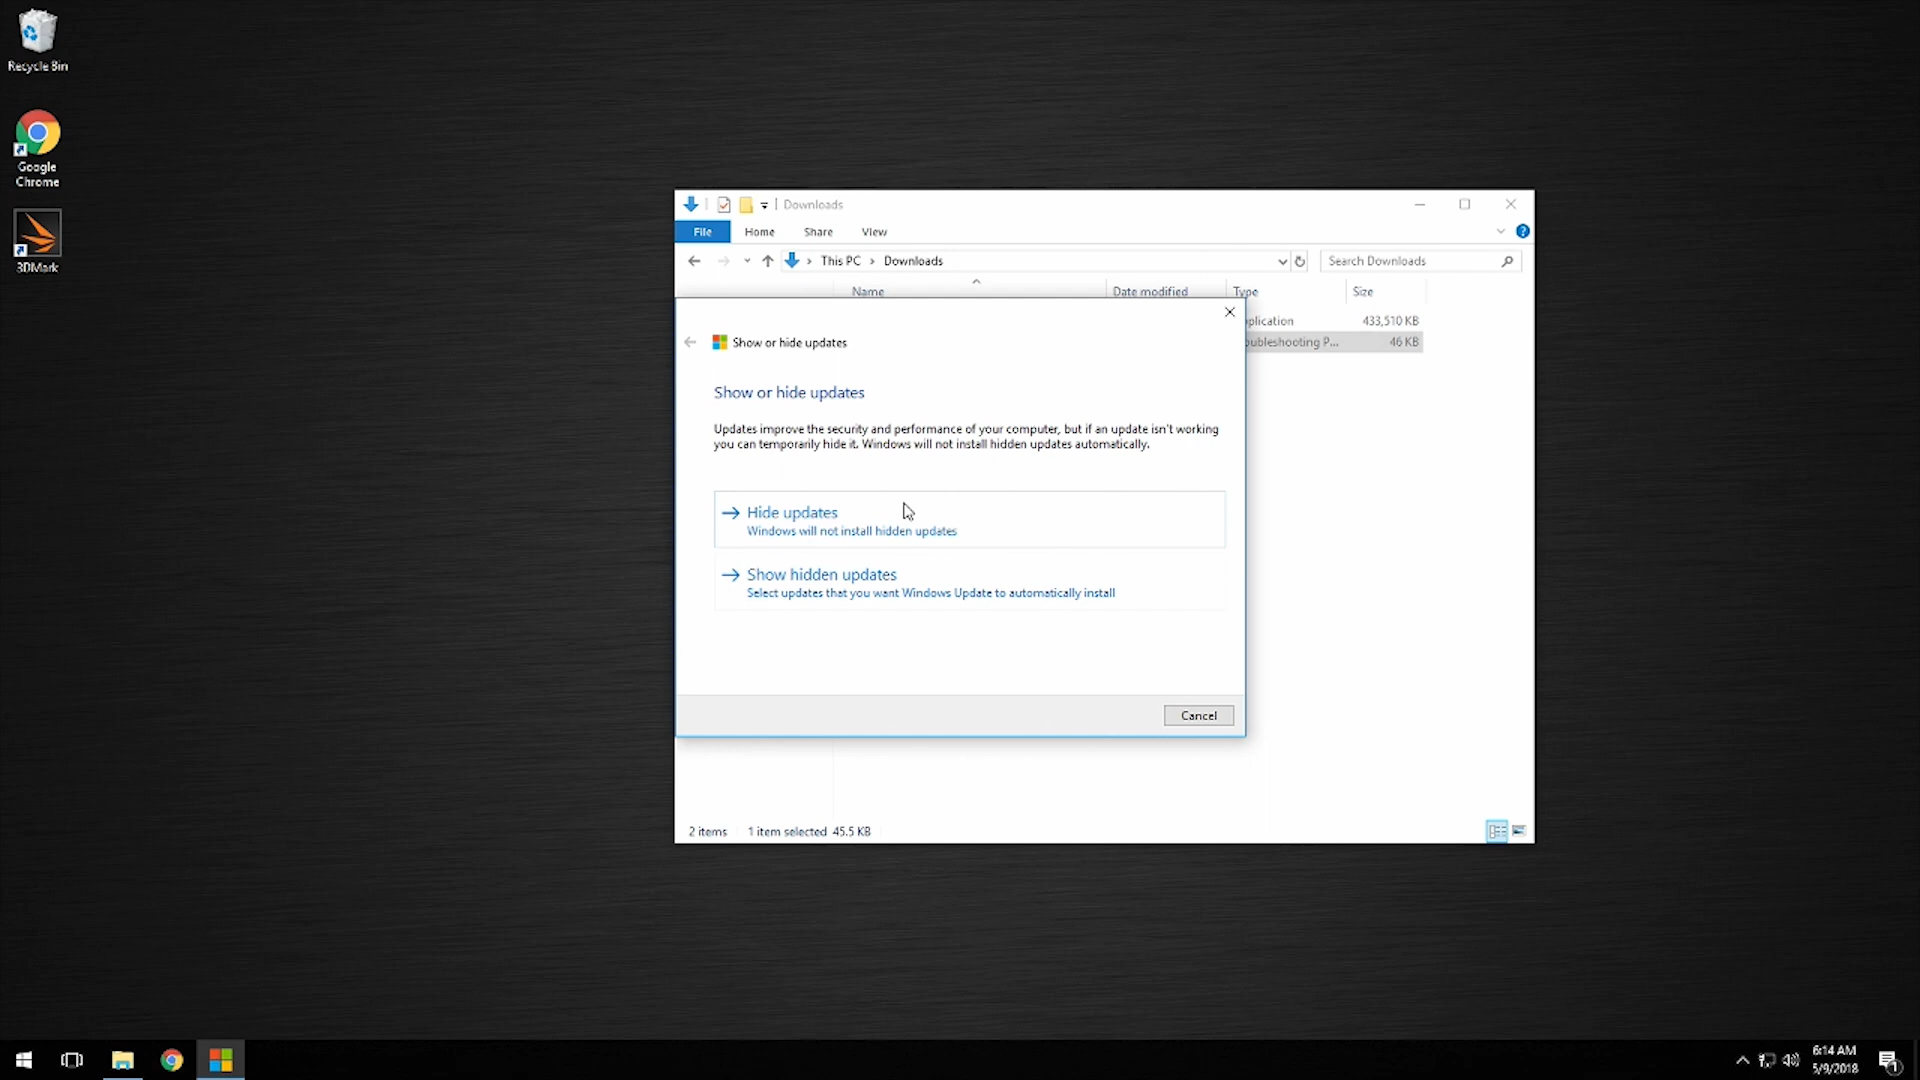 Recycle Bin
Google
Chrome
3DMark
Downloads
File Home Share View
This PC Downloads
Search Downloads
Name Date modified Type Size
433,510 KB
46 KB
Show or hide updates
Show or hide updates
Updates improve the security and performance of your computer, but if an update isn't working
you can temporarily hide it. Windows will not install hidden updates automatically.
Hide updates
Windows will not install hidden updates
Show hidden updates
Select updates that you want Windows Update to automatically install
Cancel
2 items 1 item selected 45.5 KB
6:14 AM
5/9/2018
1